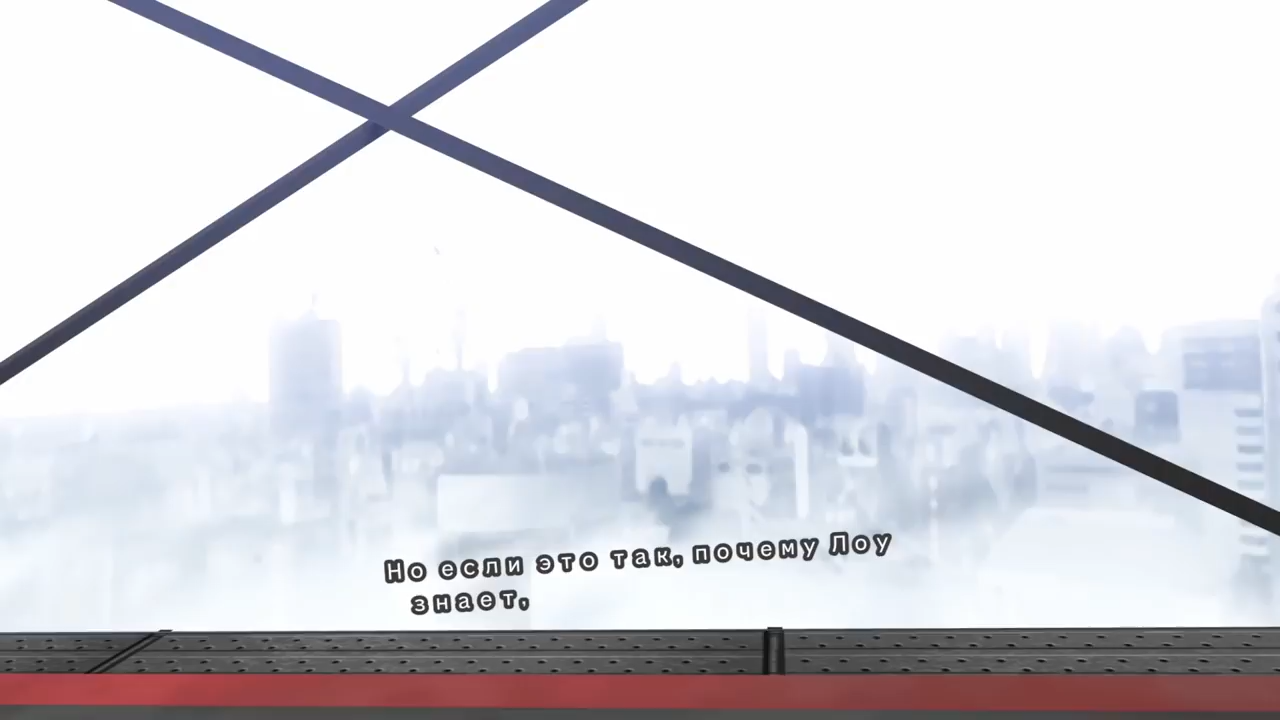 Но если это так, почему Лоу
знает,